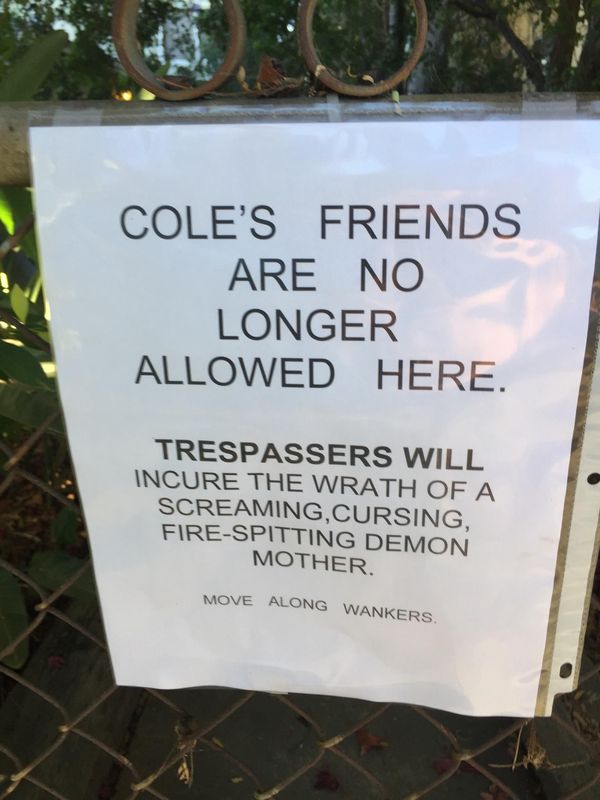 COLE'S FRIENDS
ARE NO
LONGER
ALLOWED HERE.
TRESPASSERS WILL
INCURE THE WRATH OF A
SCREAMING,CURSING,
FIRE-SPITTING DEMON
MOTHER.
MOVE ALONG WANKERS.